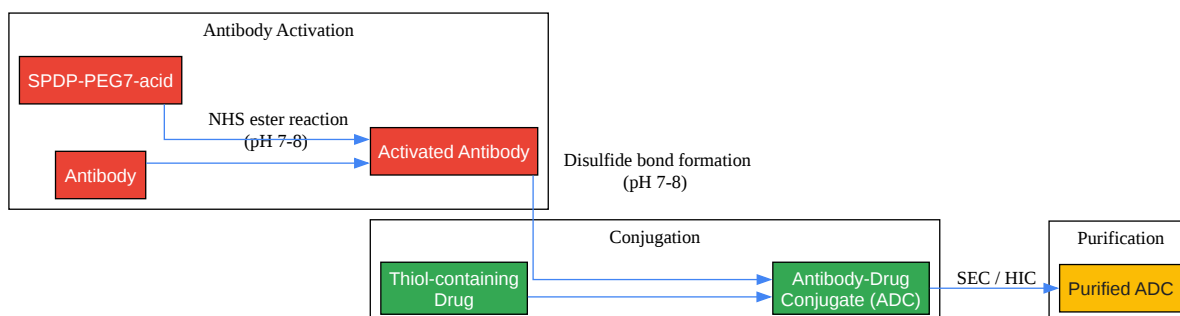 Antibody Activation
SPDP-PEG7-acid
NHS ester reaction
(pH 7-8)
Antibody
Activated Antibody
Disulfide bond formation
(pH 7-8)
Conjugation
Thiol-containing
Drug
Antibody-Drug
Conjugate (ADC)
SEC / HIC
Purification
Purified ADC